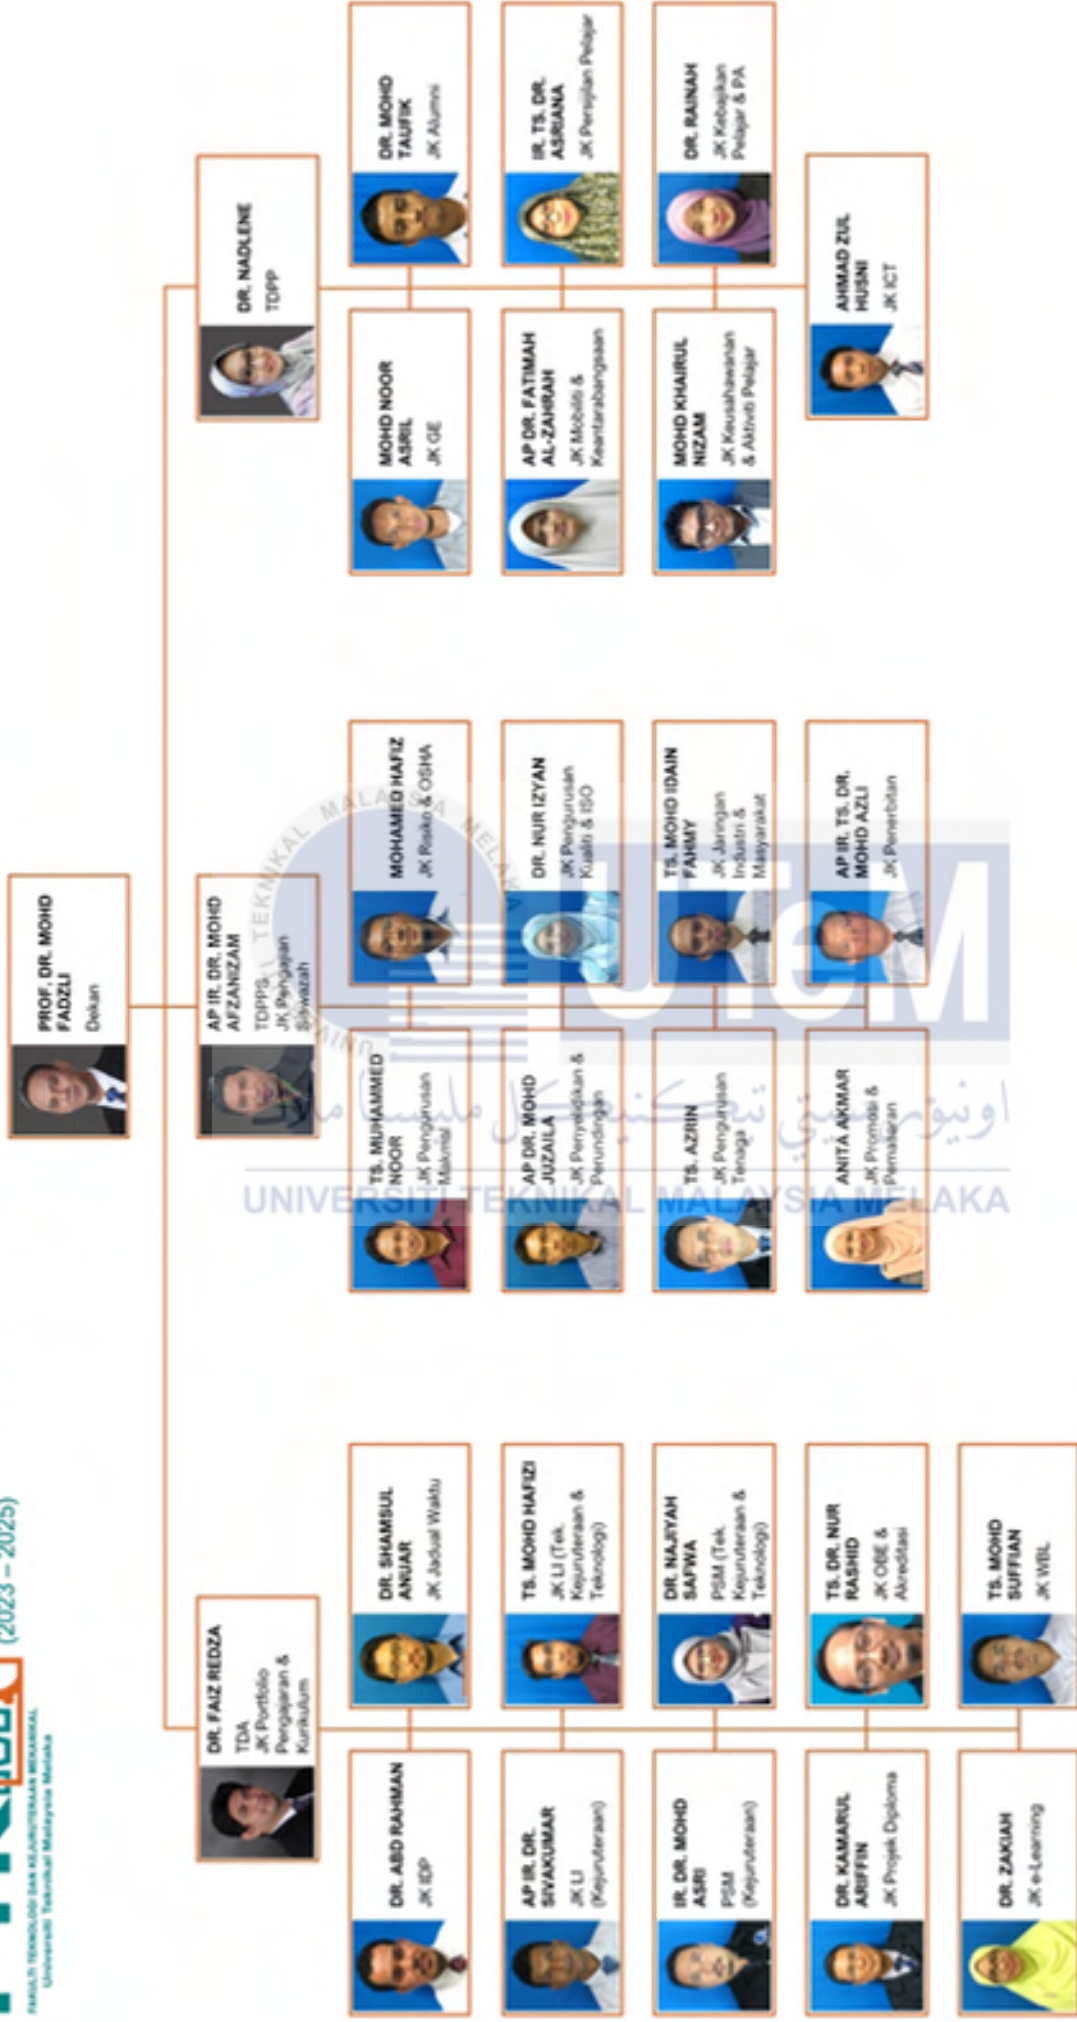 (2023 – 2025)
FAKULTI TEKNOLOGI DAN KEJURUTERAAN MEKANIKAL
Universiti Teknikal Malaysia Melaka
PROF. DR. MOHD
FADZLI
Dekan
DR. FAIZ REDZA
TDA
JK Portfolio
Pengajaran &
Kurikulum
AP IR. DR. MOHD
AFZANIZAM
TDPPS
JK Pengajian
Siswazah
DR. NADLENE
TDPP
DR. ABD RAHMAN
JK IDP
DR. SHAMSUL
ANUAR
JK Jadual Waktu
TS. MUHAMMED
NOOR
JK Pengurusan
Makmal
MOHAMED HAFIZ
JK Risiko & OSHA
MOHD NOOR
ASRIL
JK GE
DR. MOHD
TAUFIK
JK Alumni
AP IR. DR.
SIVAKUMAR
JK LI
(Kejuruteraan)
TS. MOHD HAFIZI
JK LI (Tek.
Kejuruteraan &
Teknologi)
AP DR. MOHD
JUZAILA
JK Penyelidikan &
Perundingan
DR. NUR IZYAN
JK Pengurusan
Kualiti & ISO
AP DR. FATIMAH
AL-ZAHRAH
JK Mobiliti &
Keantarabangsaan
IR. TS. DR.
ASRIANA
JK Persijilan Pelajar
IR. DR. MOHD
ASRI
PSM
(Kejuruteraan)
DR. NAJIYAH
SAFWA
PSM (Tek.
Kejuruteraan &
Teknologi)
TS. AZRIN
JK Pengurusan
Tenaga
TS. MOHD IDAIN
FAHMY
JK Jaringan
Industri &
Masyarakat
MOHD KHAIRUL
NIZAM
JK Keusahawanan
& Aktiviti Pelajar
DR. RAINAH
JK Kebajikan
Pelajar & PA
DR. KAMARUL
ARIFFIN
JK Projek Diploma
TS. DR. NUR
RASHID
JK OBE &
Akreditasi
ANITA AKMAR
JK Promosi &
Pemasaran
AP IR. TS. DR.
MOHD AZLI
JK Penerbitan
AHMAD ZUL
HUSNI
JK ICT
DR. ZAKIAH
JK e-Learning
TS. MOHD
SUFFIAN
JK WBL
UTeM
اونيۏرسيتي تيكنيكل مليسيا ملاك
UNIVERSITI TEKNIKAL MALAYSIA MELAKA